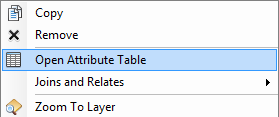 Copy
Remove
Open Attribute Table
Joins and Relates
Zoom To Layer